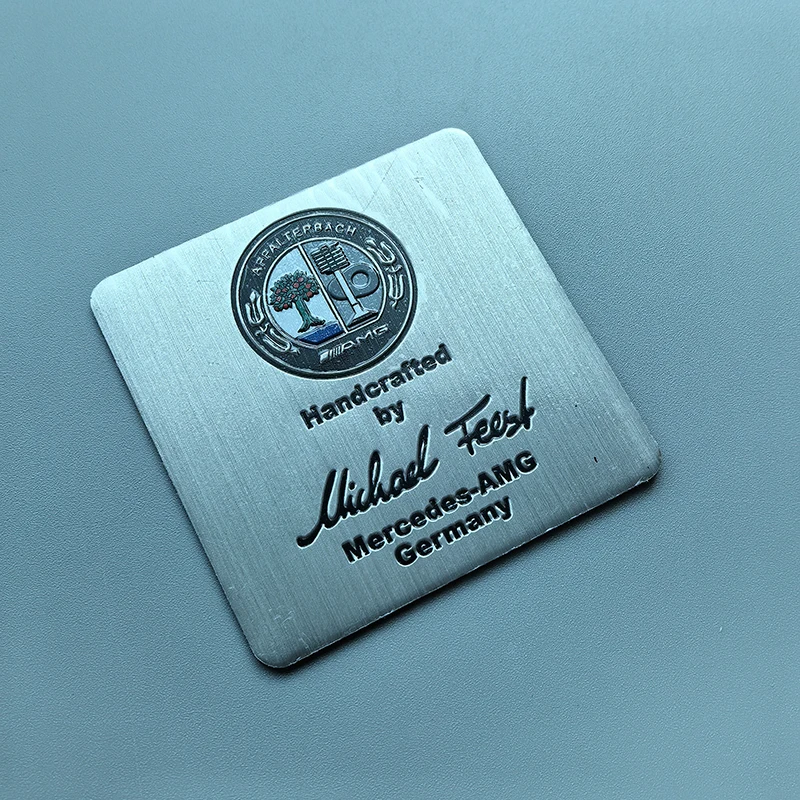 AFFALTERBACH
AMG
Handcrafted
by
Michael Feest
Mercedes-AMG
Germany